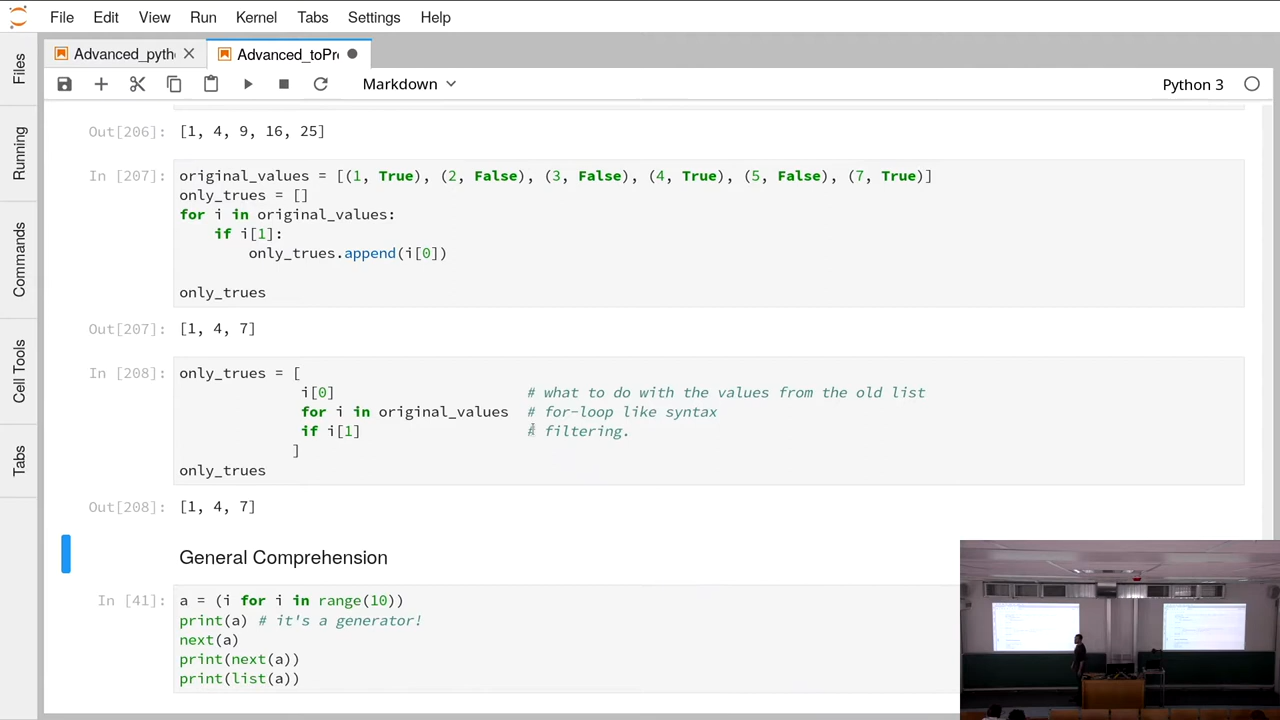 File Edit View Run Kernel Tabs Settings Help
Files
Running
Commands
Cell Tools
Tabs
Advanced_pyth
Advanced_toPr
Markdown
Python 3
Out[206]: [1, 4, 9, 16, 25]
In [207]: original_values = [(1, True), (2, False), (3, False), (4, True), (5, False), (7, True)]
only_trues = []
for i in original_values:
if i[1]:
only_trues.append(i[0])
only_trues
Out[207]: [1, 4, 7]
In [208]: only_trues = [
i[0] # what to do with the values from the old list
for i in original_values # for-loop like syntax
if i[1] # filtering.
]
only_trues
Out[208]: [1, 4, 7]
General Comprehension
In [41]: a = (i for i in range(10))
print(a) # it's a generator!
next(a)
print(next(a))
print(list(a))